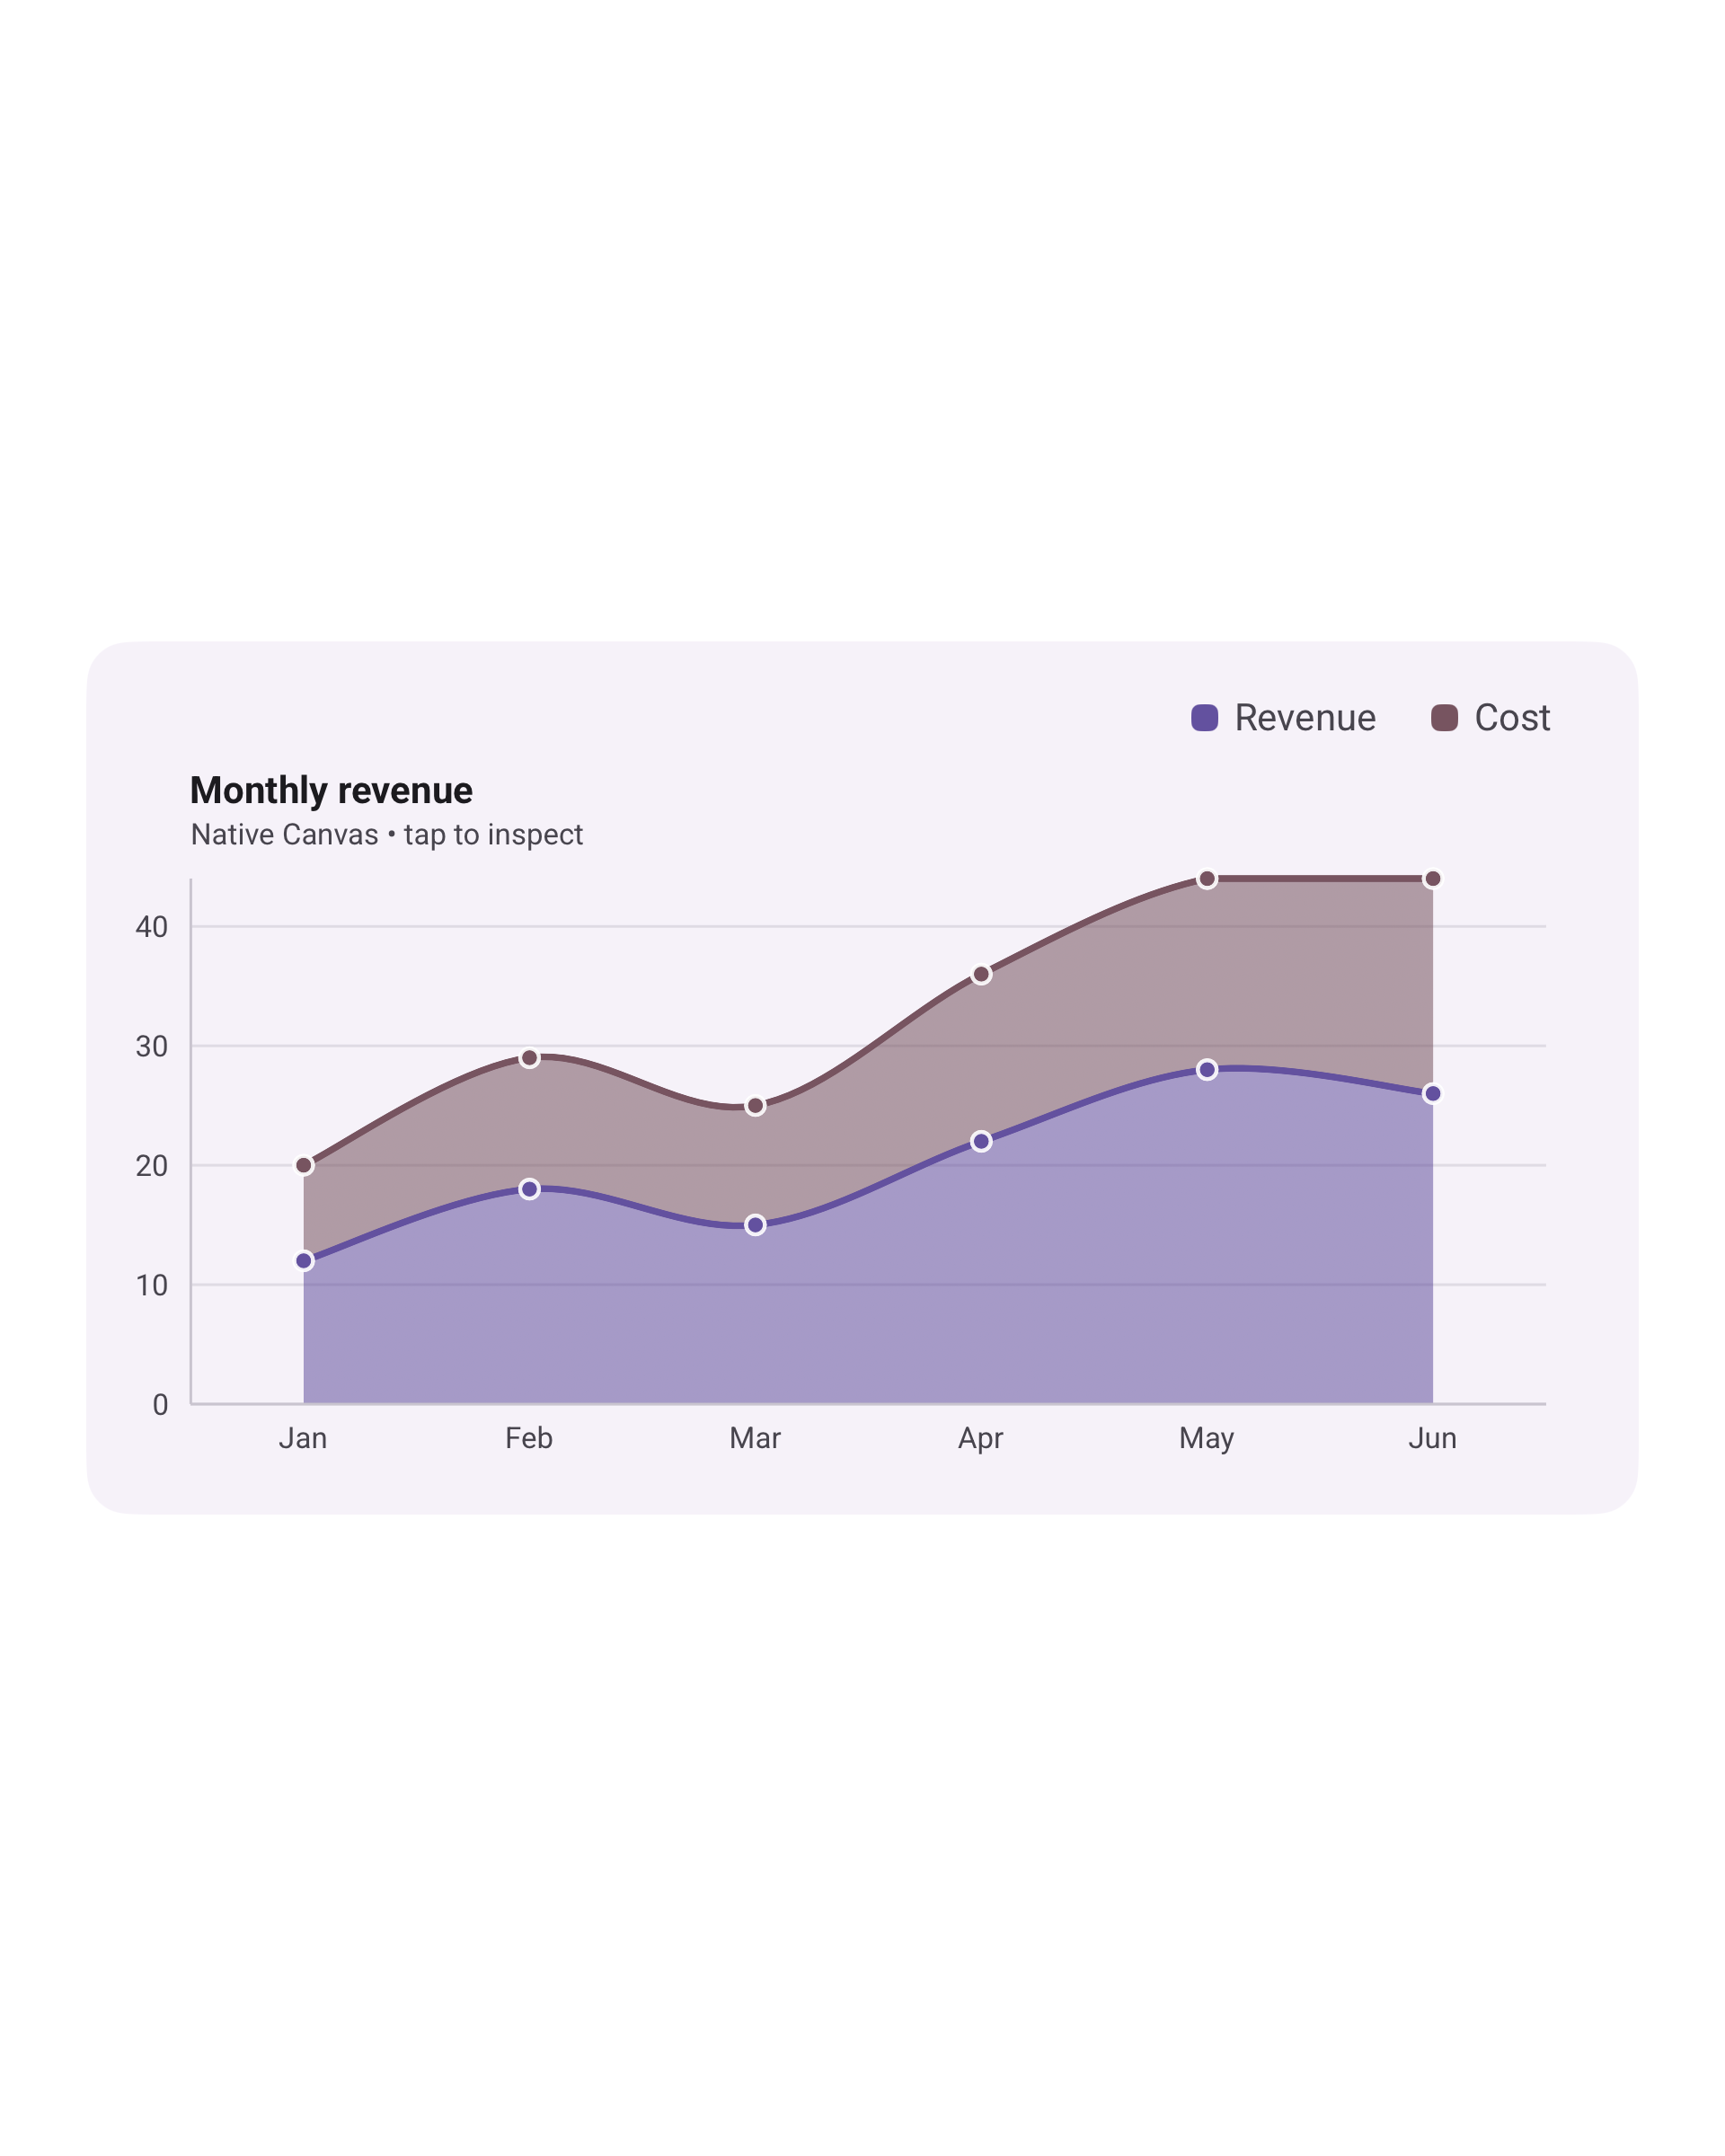 Revenue Cost
Monthly revenue
Native Canvas • tap to inspect
40
30
20
10
0
Jan Feb Mar Apr May Jun